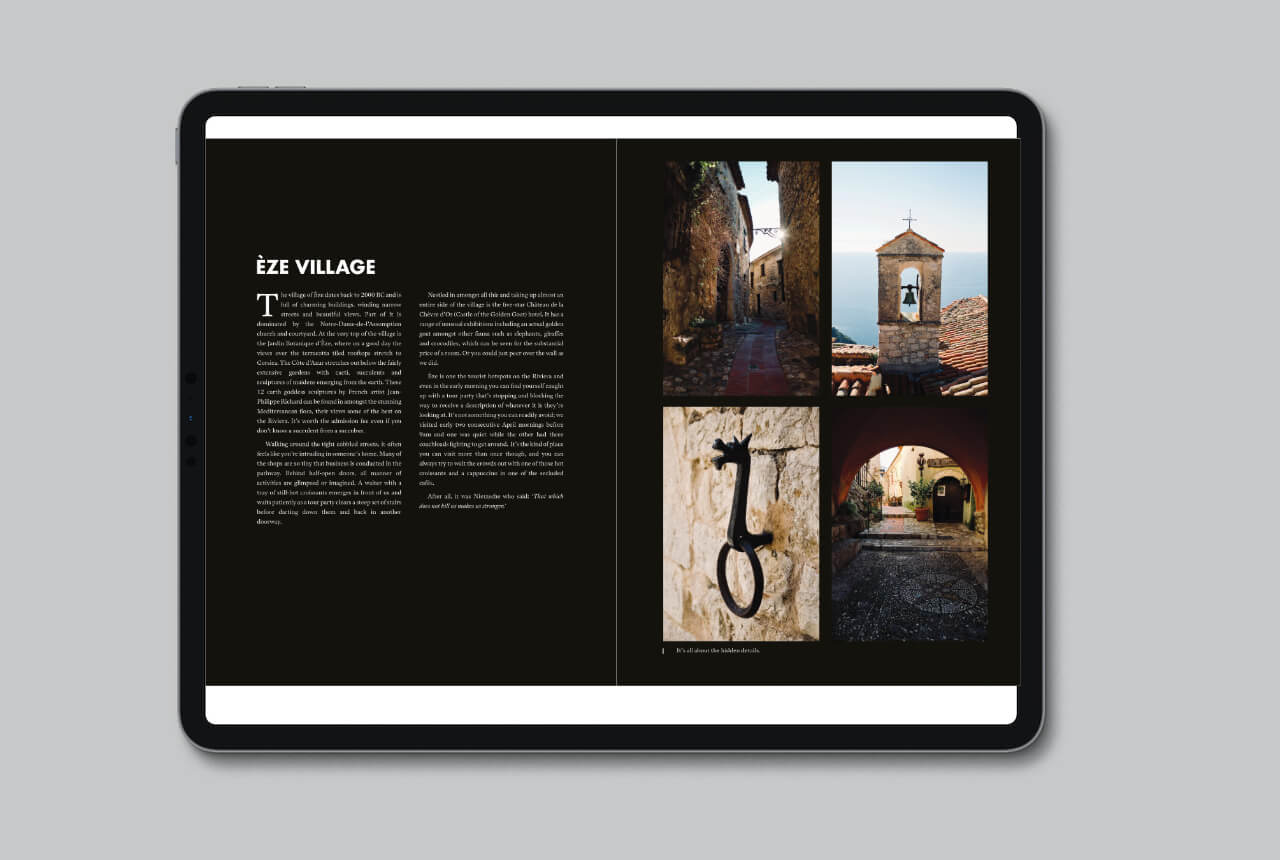 ÈZE VILLAGE
The village of Èze dates back to 2000 BC and is
full of charming buildings, winding narrow
streets and beautiful views. Part of it is
dominated by the Notre-Dame-de-l'Assomption
church and courtyard. At the very top of the village is
the Jardin Botanique d'Èze, where on a good day the
views over the terracotta tiled rooftops stretch to
Corsica. The Côte d'Azur stretches out below the fairly
extensive gardens with cacti, succulents and
sculptures of maidens emerging from the earth. These
12 earth goddess sculptures by French artist Jean-
Philippe Richard can be found in amongst the stunning
Mediterranean flora, their views some of the best on
the Riviera. It's worth the admission fee even if you
don't know a succulent from a succubus.
Walking around the tight cobbled streets, it often
feels like you're intruding in someone's home. Many of
the shops are so tiny that business is conducted in the
pathway. Behind half-open doors, all manner of
activities are glimpsed or imagined. A waiter with a
tray of still-hot croissants emerges in front of us and
waits patiently as a tour party clears a steep set of stairs
before darting down them and back in another
doorway.
Nestled in amongst all this and taking up almost an
entire side of the village is the five-star Château de la
Chèvre d'Or (Castle of the Golden Goat) hotel. It has a
range of unusual exhibitions including an actual golden
goat amongst other fauna such as elephants, giraffes
and crocodiles, which can be seen for the substantial
price of a room. Or you could just peer over the wall as
we did.
Èze is one the tourist hotspots on the Riviera and
even in the early morning you can find yourself caught
up with a tour party that's stopping and blocking the
way to receive a description of whatever it is they're
looking at. It's not something you can readily avoid; we
visited early two consecutive April mornings before
9am and one was quiet while the other had three
coachloads fighting to get around. It's the kind of place
you can visit more than once though, and you can
always try to wait the crowds out with one of those hot
croissants and a cappuccino in one of the secluded
cafés.
After all, it was Nietzsche who said: 'That which
does not kill us makes us stronger.'
It's all about the hidden details.